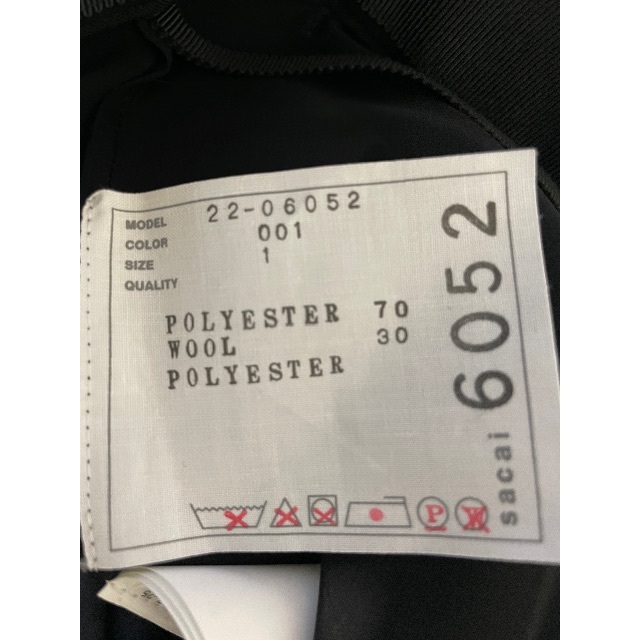 MODEL 22-06052
COLOR 001
SIZE 1
QUALITY
POLYESTER 70
WOOL 30
POLYESTER
P
W
sacai 6052